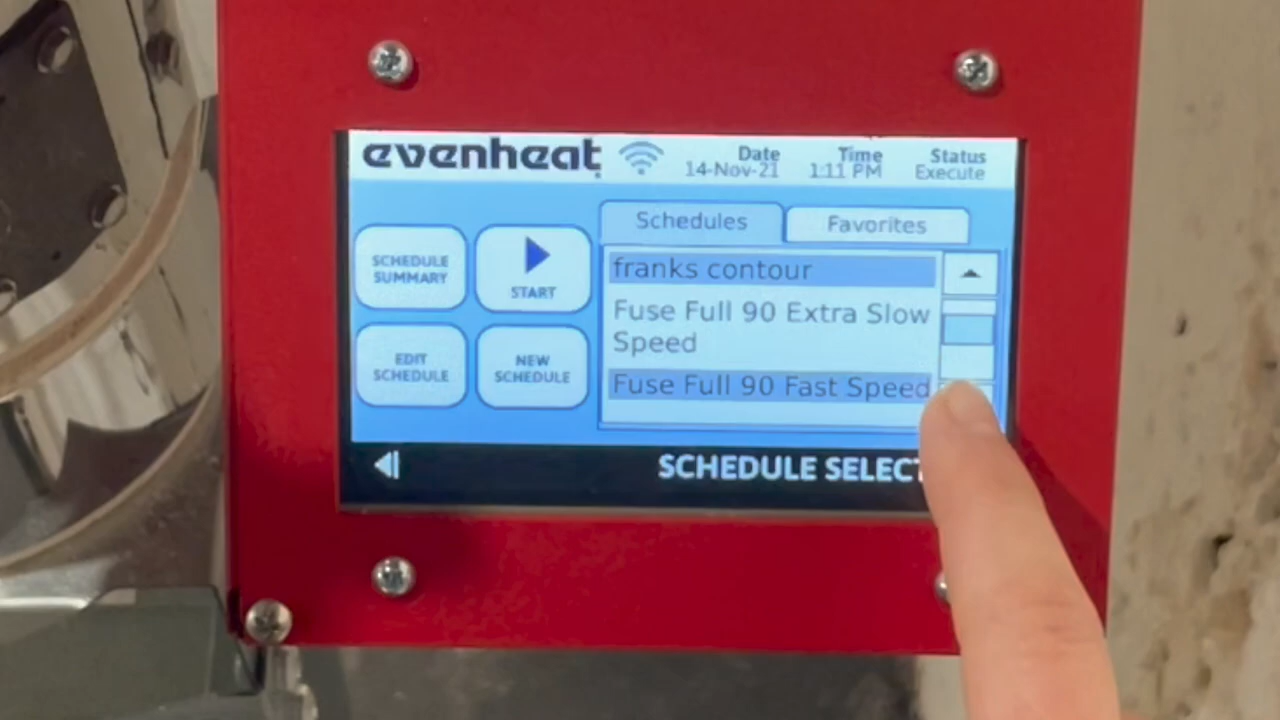 evenheat
Date
14-Nov-21
Time
1:11 PM
Status
Execute
Schedules
Favorites
SCHEDULE
SUMMARY
START
EDIT
SCHEDULE
NEW
SCHEDULE
franks contour
Fuse Full 90 Extra Slow
Speed
Fuse Full 90 Fast Speed
SCHEDULE SELECT